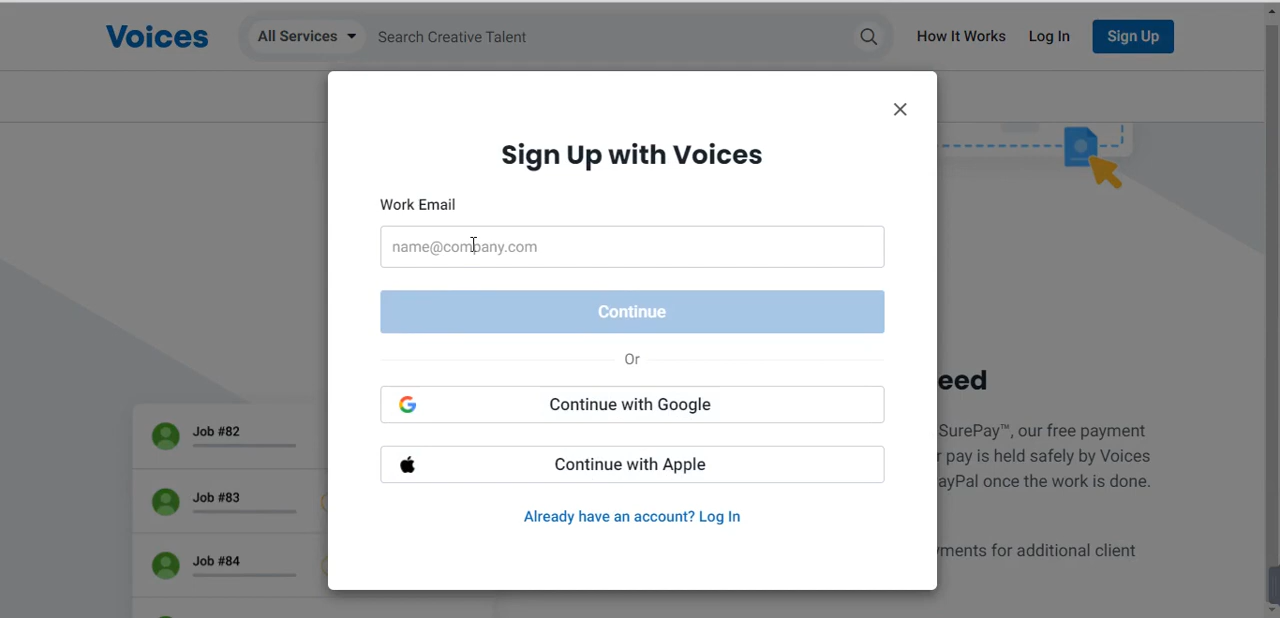 Voices
All Services
Search Creative Talent
How It Works
Log In
Sign Up
Sign Up with Voices
Work Email
name@company.com
Continue
Or
Continue with Google
Continue with Apple
Already have an account? Log In
Job #82
Job #83
Job #84
eed
SurePay™, our free payment
r pay is held safely by Voices
ayPal once the work is done.
ments for additional client